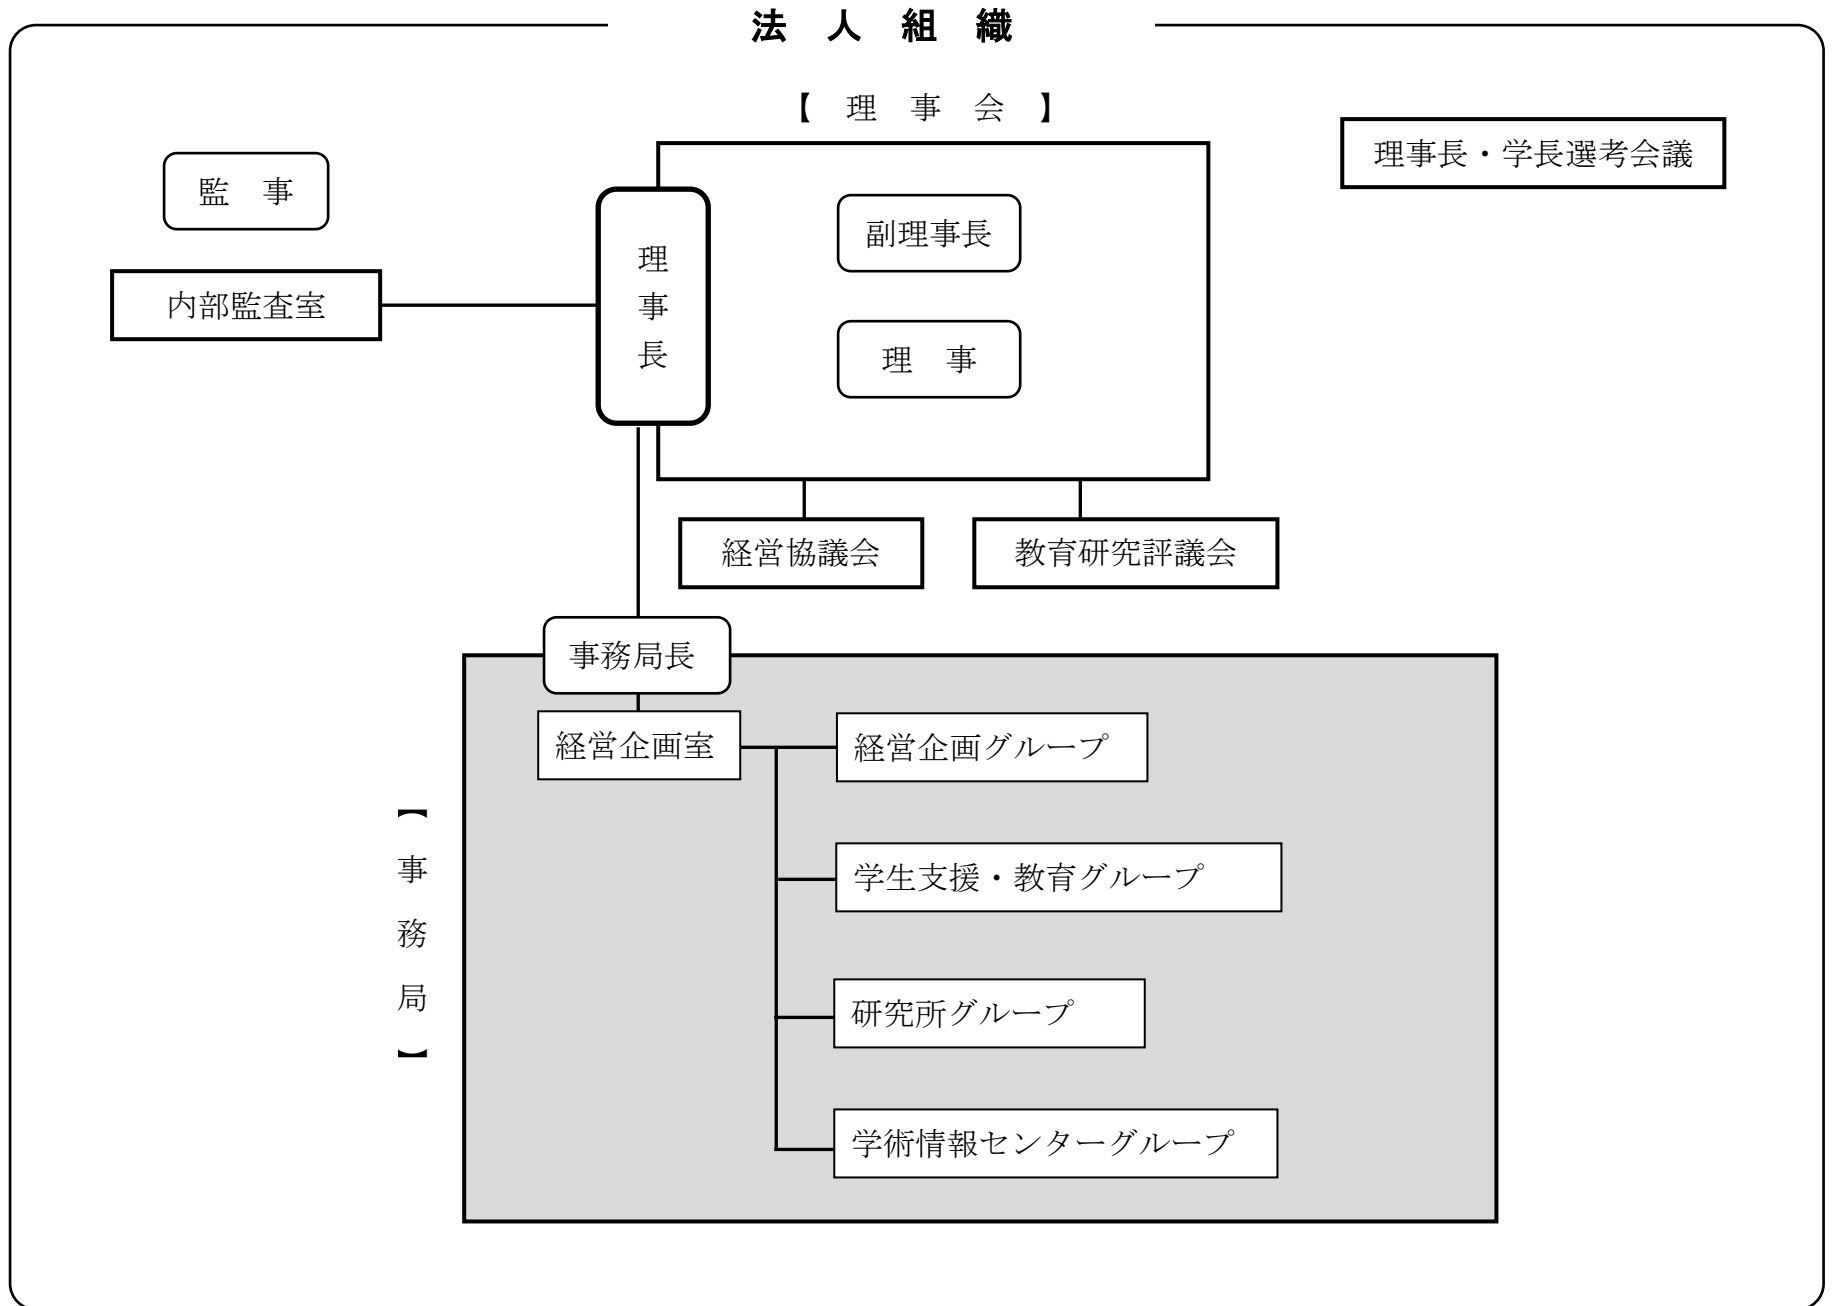 法 人 組 織
【 理 事 会 】
理事長・学長選考会議
監 事
副理事長
理事長
内部監査室
理 事
経営協議会
教育研究評議会
事務局長
経営企画室
経営企画グループ
【事務局】
学生支援・教育グループ
研究所グループ
学術情報センターグループ